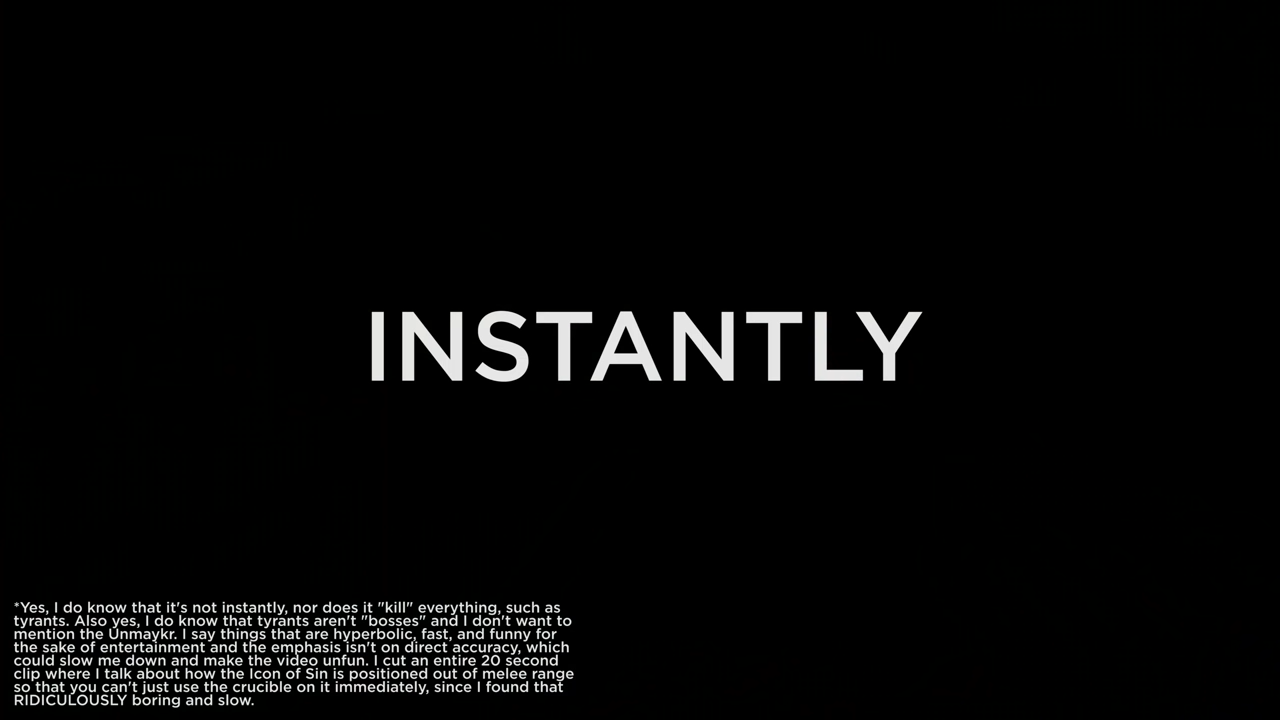 INSTANTLY
*Yes, I do know that it's not instantly, nor does it "kill" everything, such as
tyrants. Also yes, I do know that tyrants aren't "bosses" and I don't want to
mention the Unmaykr. I say things that are hyperbolic, fast, and funny for
the sake of entertainment and the emphasis isn't on direct accuracy, which
could slow me down and make the video unfun. I cut an entire 20 second
clip where I talk about how the Icon of Sin is positioned out of melee range
so that you can't just use the crucible on it immediately, since I found that
RIDICULOUSLY boring and slow.